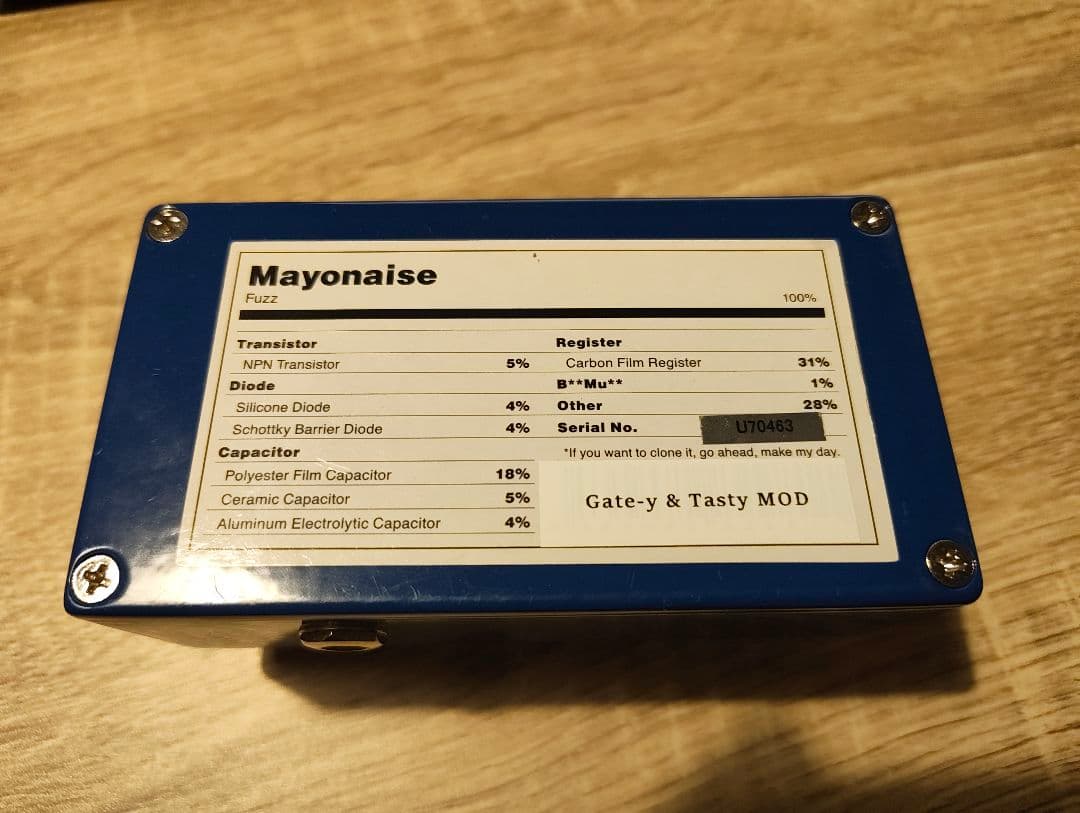 Mayonaise
Fuzz 100%
Transistor
NPN Transistor 5%
Diode
Silicone Diode 4%
Schottky Barrier Diode 4%
Capacitor
Polyester Film Capacitor 18%
Ceramic Capacitor 5%
Aluminum Electrolytic Capacitor 4%
Register
Carbon Film Register 31%
B**Mu** 1%
Other 28%
Serial No. U70463
*If you want to clone it, go ahead, make my day.
Gate-y & Tasty MOD